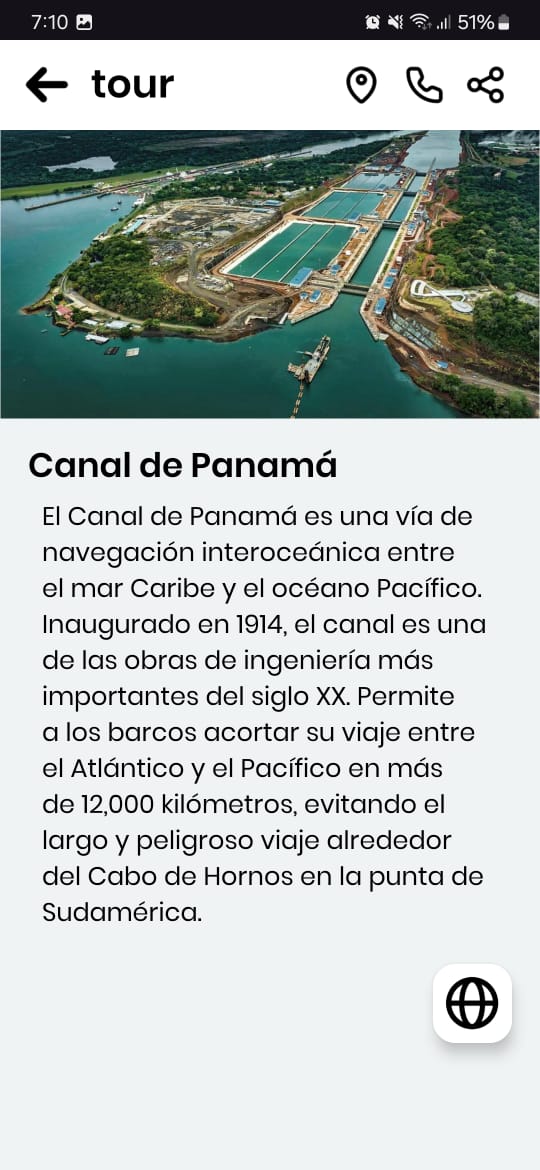 7:10 51%
tour
Canal de Panamá
El Canal de Panamá es una vía de
navegación interoceánica entre
el mar Caribe y el océano Pacífico.
Inaugurado en 1914, el canal es una
de las obras de ingeniería más
importantes del siglo XX. Permite
a los barcos acortar su viaje entre
el Atlántico y el Pacífico en más
de 12,000 kilómetros, evitando el
largo y peligroso viaje alrededor
del Cabo de Hornos en la punta de
Sudamérica.